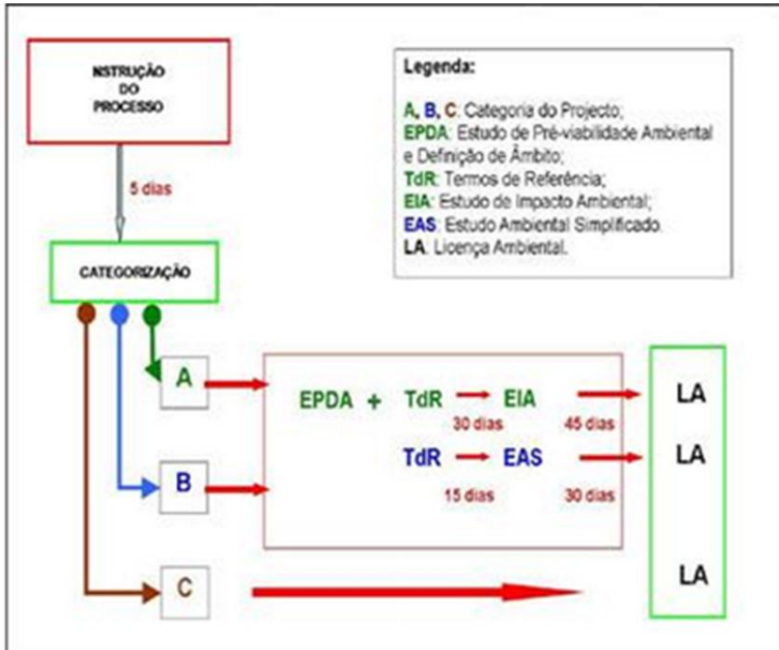 NSTRUÇÃO
DO
PROCESSO
5 dias
CATEGORIZAÇÃO
Legenda:
A, B, C: Categoria do Projecto;
EPDA: Estudo de Pré-viabilidade Ambiental
e Definição de Âmbito;
TdR: Termos de Referência;
EIA: Estudo de Impacto Ambiental;
EAS: Estudo Ambiental Simplificado.
LA: Licença Ambiental.
A
EPDA + TdR EIA
30 dias 45 dias
LA
B
TdR EAS
15 dias 30 dias
LA
C
LA